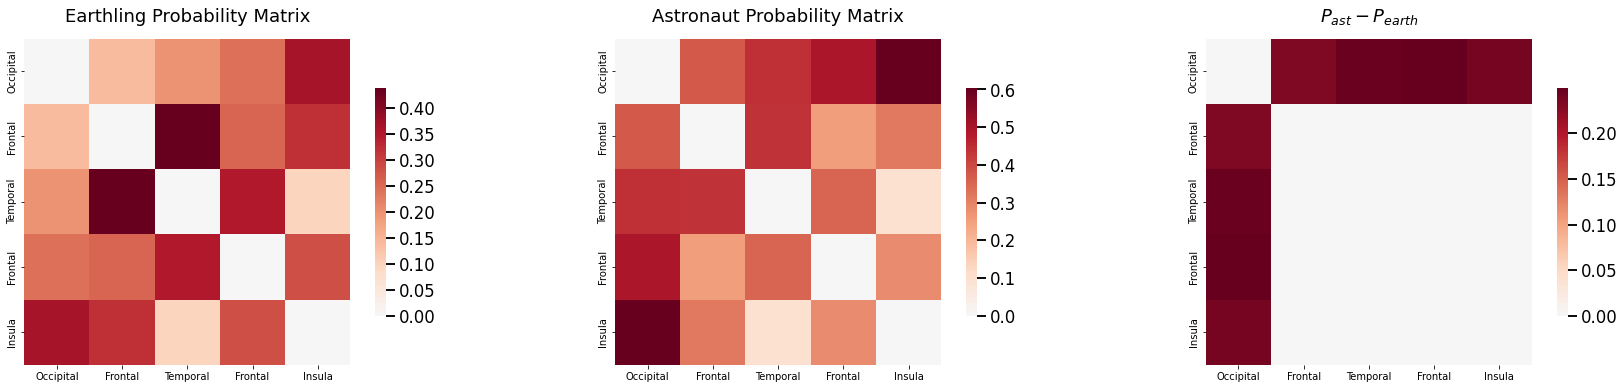 Earthling Probability Matrix
Occipital
Frontal
Temporal
Frontal
Insula
Occipital Frontal Temporal Frontal Insula
0.40
0.35
0.30
0.25
0.20
0.15
0.10
0.05
0.00
Astronaut Probability Matrix
Occipital
Frontal
Temporal
Frontal
Insula
Occipital Frontal Temporal Frontal Insula
0.6
0.5
0.4
0.3
0.2
0.1
0.0
P_ast − P_earth
Occipital
Frontal
Temporal
Frontal
Insula
Occipital Frontal Temporal Frontal Insula
0.20
0.15
0.10
0.05
0.00